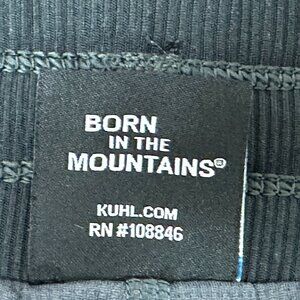 BORN
IN THE
MOUNTAINS®
KUHL.COM
RN #108846